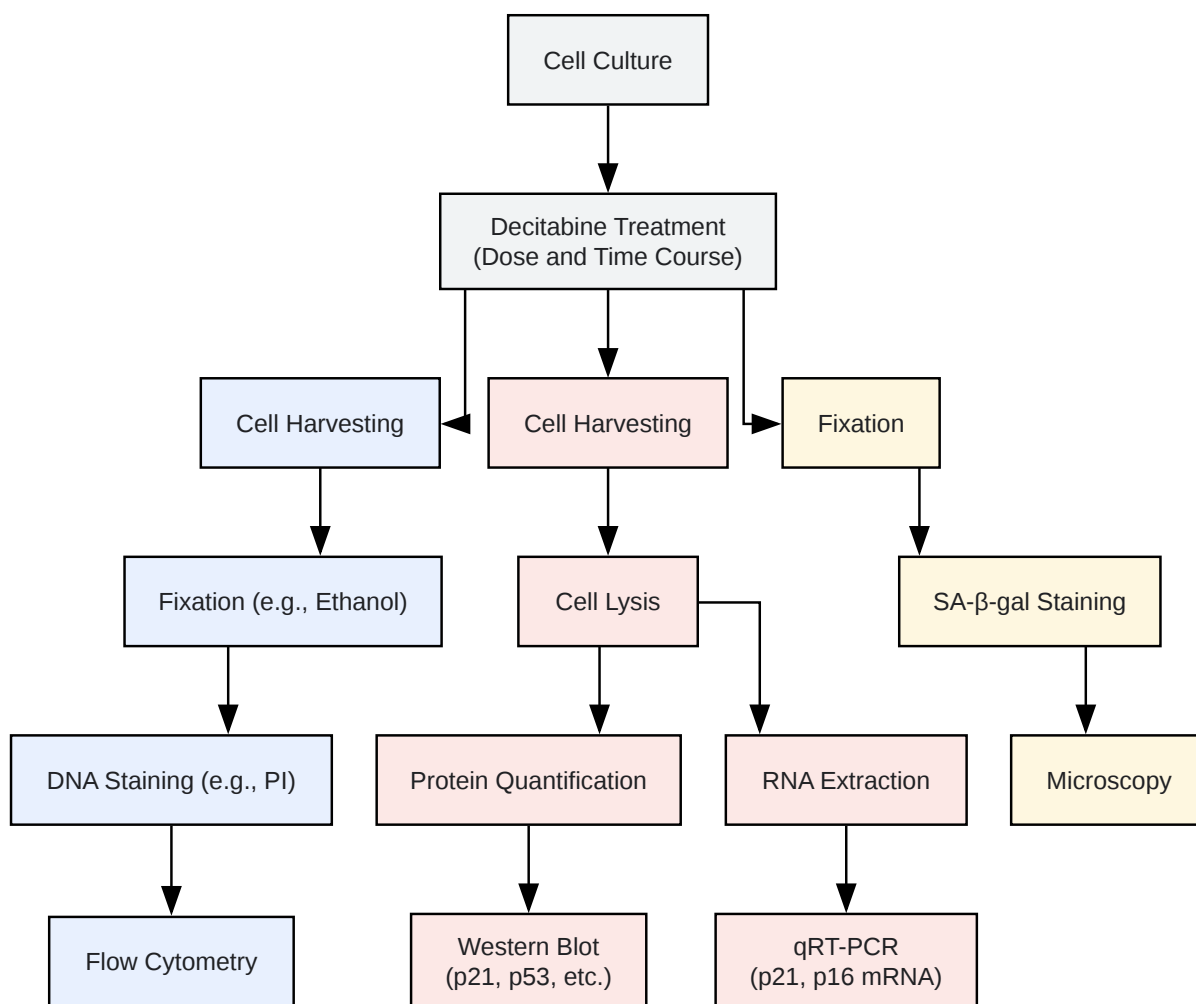 Cell Culture
Decitabine Treatment
(Dose and Time Course)
Cell Harvesting
Cell Harvesting
Fixation
Fixation (e.g., Ethanol)
Cell Lysis
SA-β-gal Staining
DNA Staining (e.g., PI)
Protein Quantification
RNA Extraction
Microscopy
Flow Cytometry
Western Blot
(p21, p53, etc.)
qRT-PCR
(p21, p16 mRNA)